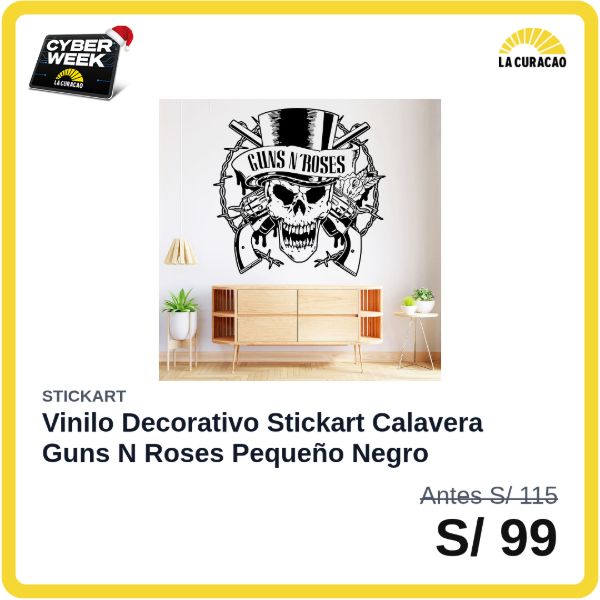 CYBER
WEEK
LA CURACAO
LA CURACAO
GUNS N' ROSES
STICKART
Vinilo Decorativo Stickart Calavera
Guns N Roses Pequeño Negro
Antes S/ 115
S/ 99